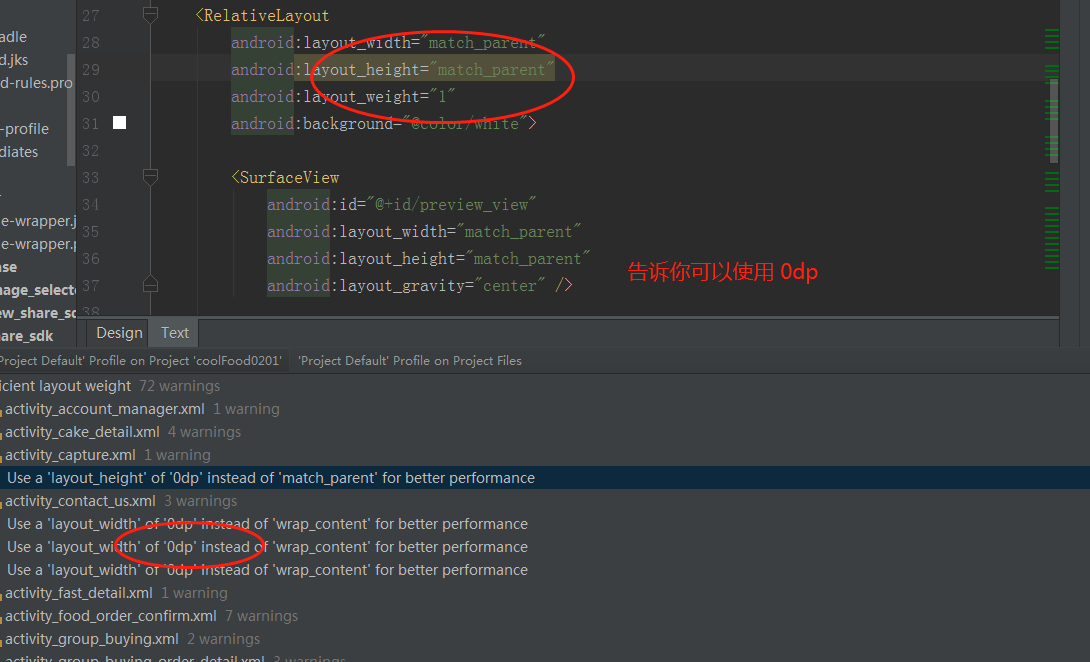 27 <RelativeLayout
adle
28 android:layout_width="match_parent"
d.jks
29 android:layout_height="match_parent"
d-rules.pro
30 android:layout_weight="1"
31 android:background="@color/white">
-profile
diates
32
33 <SurfaceView
34 android:id="@+id/preview_view"
e-wrapper.j
35 android:layout_width="match_parent"
e-wrapper.p
36 android:layout_height="match_parent"
ase
告诉你可以使用 0dp
37 android:layout_gravity="center" />
nage_selecte
ew_share_sd
38
are_sdk
Design Text
Project Default' Profile on Project 'coolFood0201' 'Project Default' Profile on Project Files
icient layout weight 72 warnings
activity_account_manager.xml 1 warning
activity_cake_detail.xml 4 warnings
activity_capture.xml 1 warning
Use a 'layout_height' of '0dp' instead of 'match_parent' for better performance
activity_contact_us.xml 3 warnings
Use a 'layout_width' of '0dp' instead of 'wrap_content' for better performance
Use a 'layout_width' of '0dp' instead of 'wrap_content' for better performance
Use a 'layout_width' of '0dp' instead of 'wrap_content' for better performance
activity_fast_detail.xml 1 warning
activity_food_order_confirm.xml 7 warnings
activity_group_buying.xml 2 warnings
activity_group_buying_order_detail.xml 3 warnings